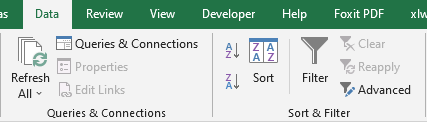 as Data Review View Developer Help Foxit PDF xlw
Queries & Connections
Properties
Edit Links
Refresh
All
Queries & Connections
A
Z
Z
A
Z A
A Z
Sort
Filter
Clear
Reapply
Advanced
Sort & Filter